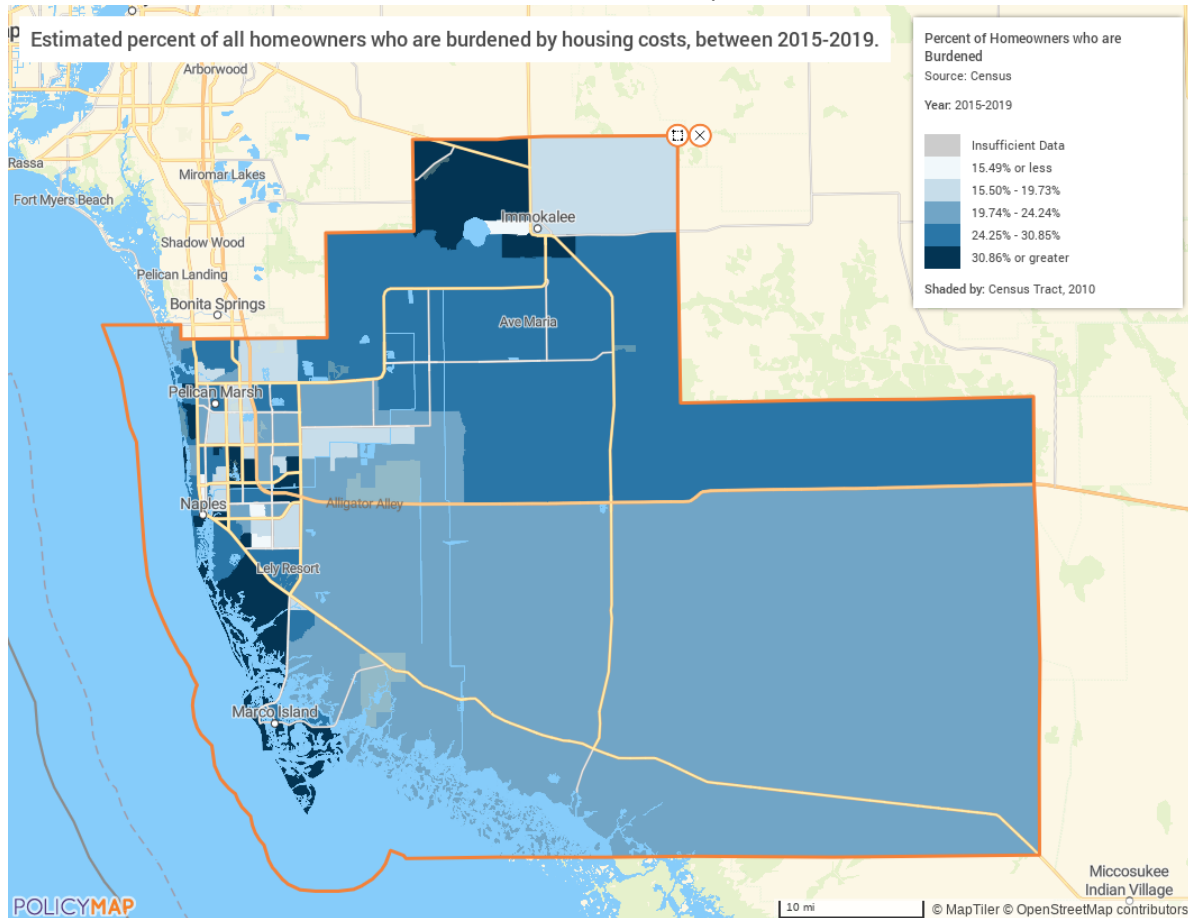 Estimated percent of all homeowners who are burdened by housing costs, between 2015-2019.
Percent of Homeowners who are
Burdened
Source: Census
Year: 2015-2019
Insufficient Data
15.49% or less
15.50% - 19.73%
19.74% - 24.24%
24.25% - 30.85%
30.86% or greater
Shaded by: Census Tract, 2010
Arborwood
Rassa
Miromar Lakes
Fort Myers Beach
Immokalee
Shadow Wood
Pelican Landing
Bonita Springs
Ave Maria
Pelican Marsh
Naples
Alligator Alley
Lely Resort
Marco Island
Miccosukee
Indian Village
POLICYMAP
10 mi
© MapTiler © OpenStreetMap contributors